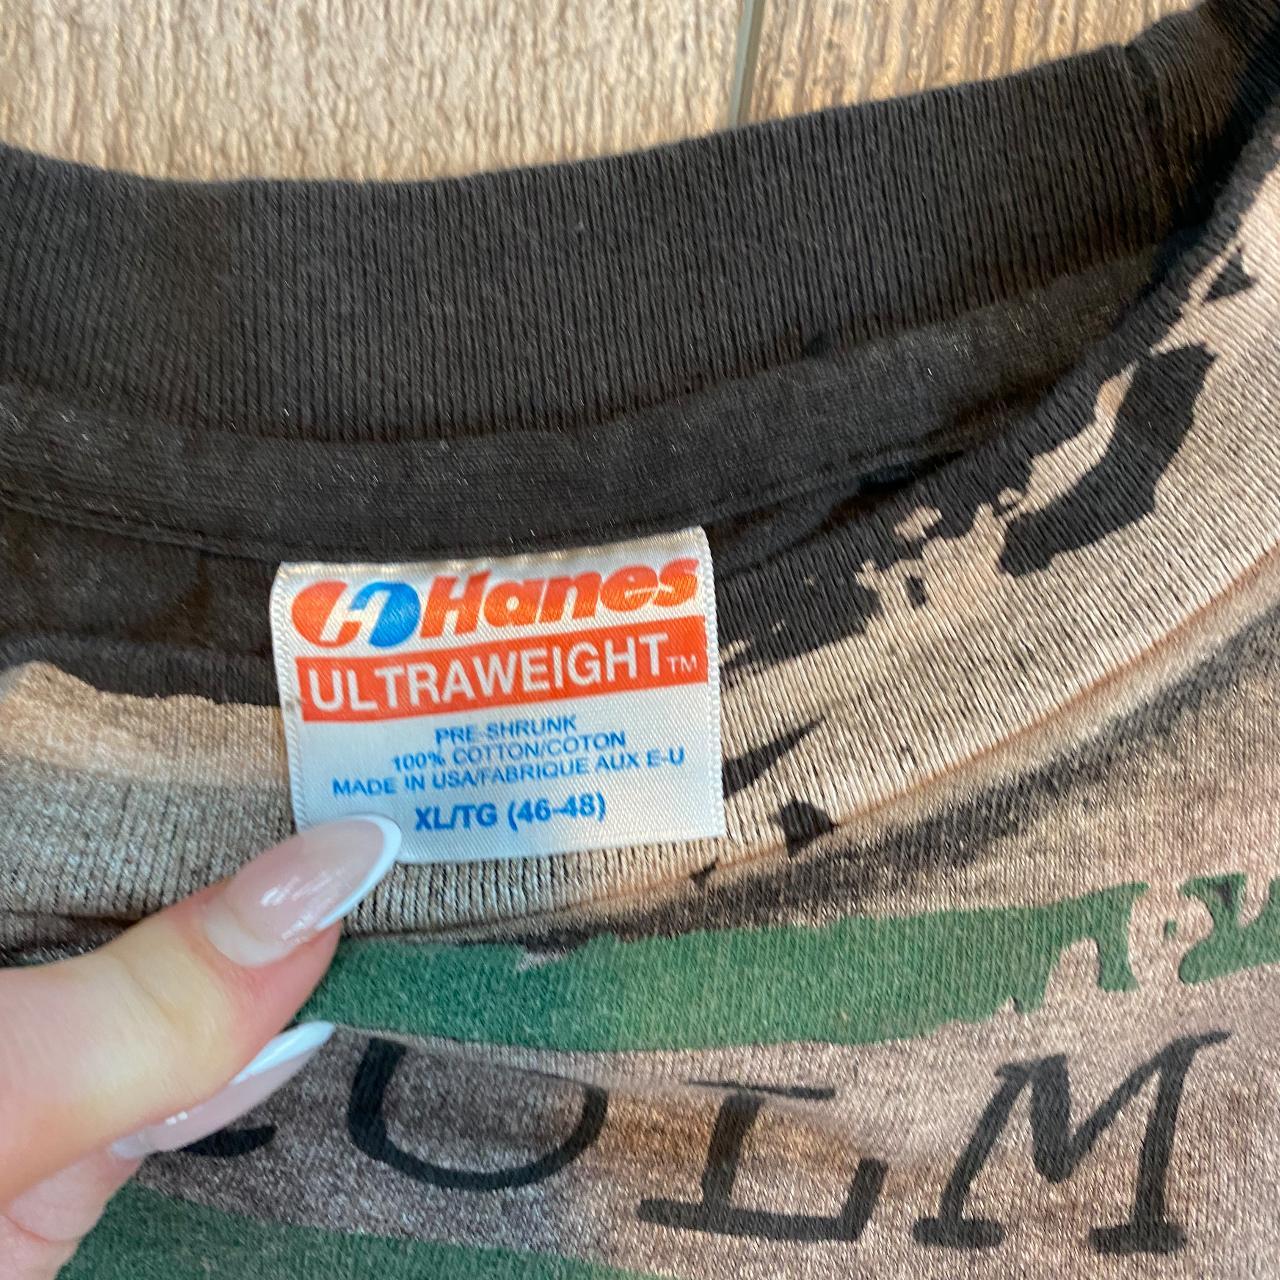 Hanes
ULTRAWEIGHT™
PRE-SHRUNK
100% COTTON/COTON
MADE IN USA/FABRIQUE AUX E-U
XL/TG (46-48)